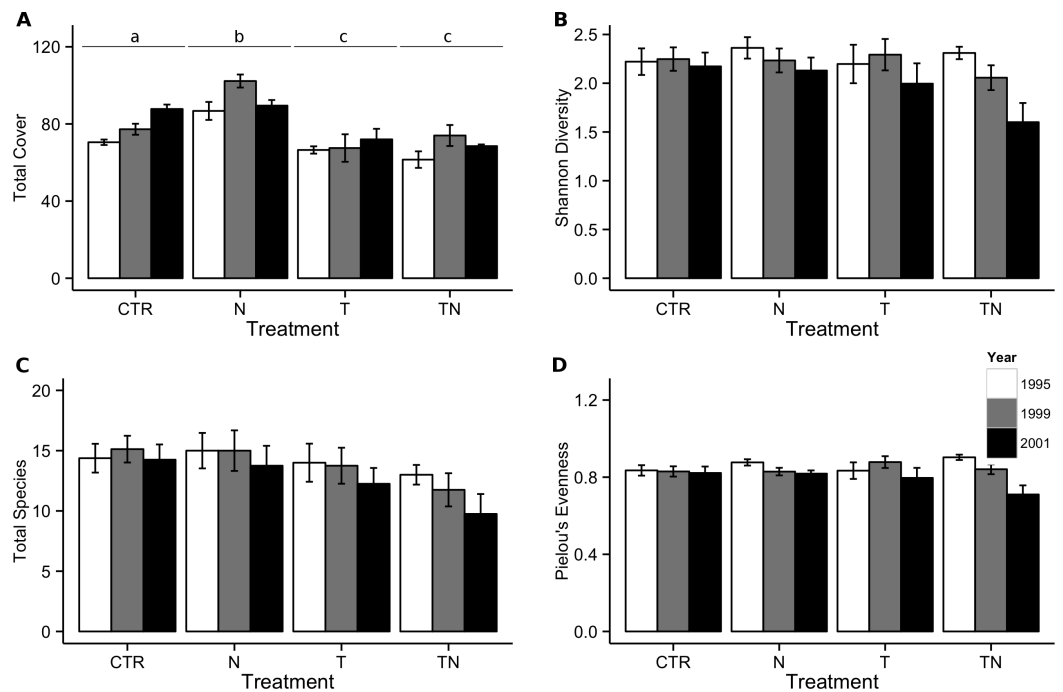 A
Total Cover
120
80
40
0
a b c c
CTR N T TN
Treatment
B
Shannon Diversity
2.5
2.0
1.5
1.0
0.5
0.0
CTR N T TN
Treatment
C
Total Species
20
15
10
5
0
CTR N T TN
Treatment
D
Pielou's Evenness
1.2
0.8
0.4
0.0
CTR N T TN
Treatment
Year
1995
1999
2001